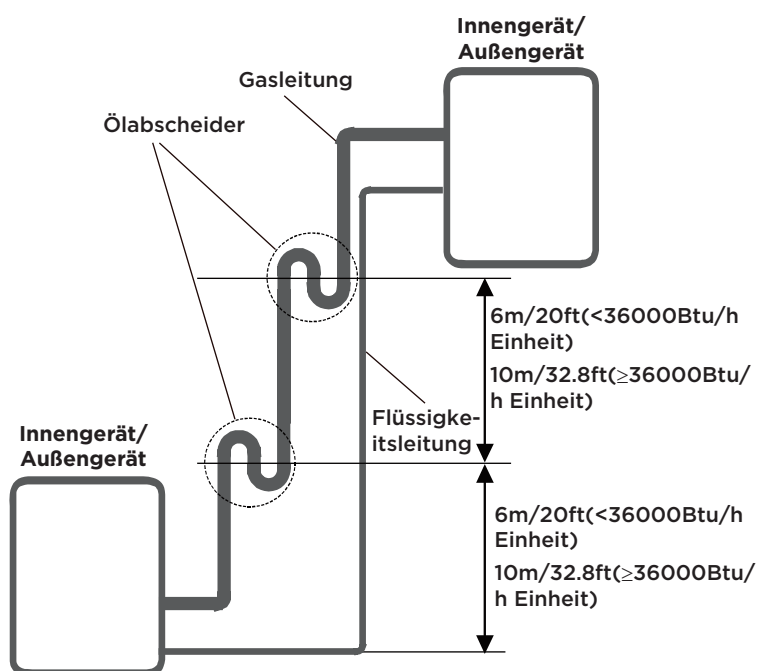 Innengerät/
Außengerät
Gasleitung
Ölabscheider
6m/20ft(<36000Btu/h
Einheit)
10m/32.8ft(≥36000Btu/
h Einheit)
Flüssigke-
itsleitung
Innengerät/
Außengerät
6m/20ft(<36000Btu/h
Einheit)
10m/32.8ft(≥36000Btu/
h Einheit)